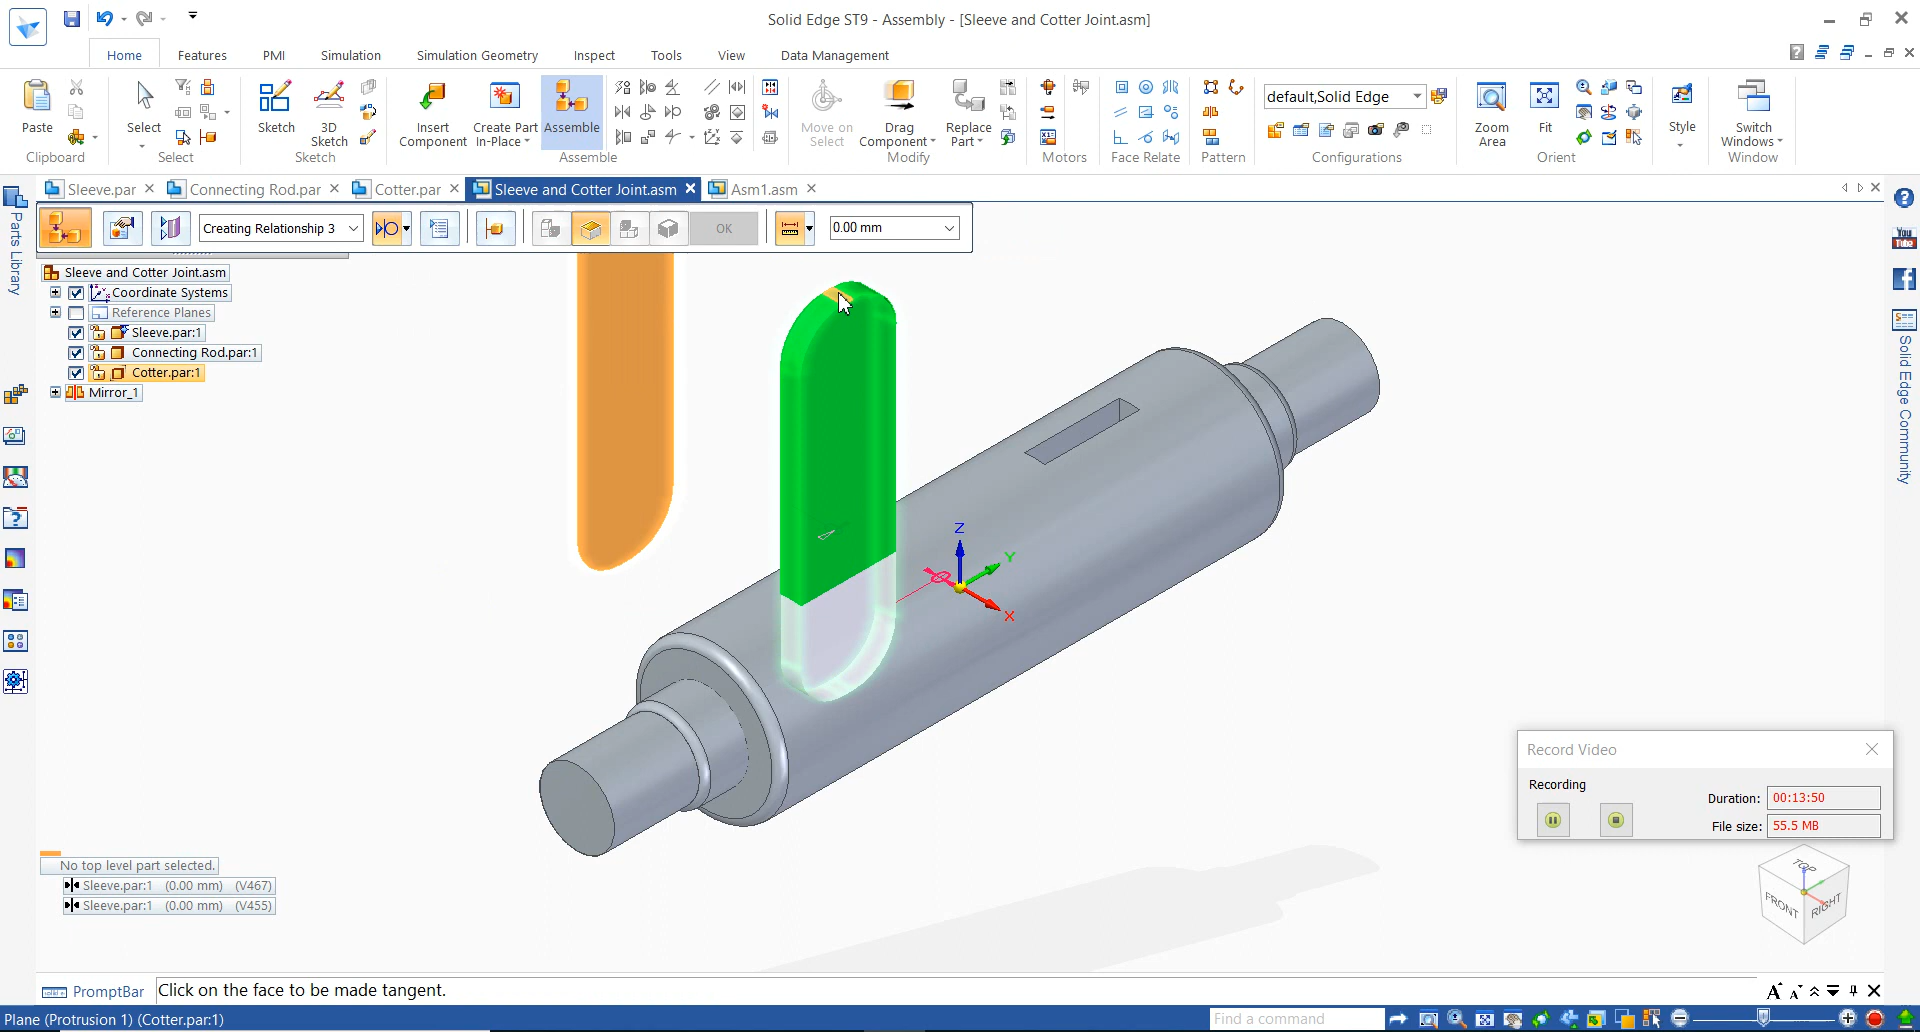 Solid Edge ST9 - Assembly - [Sleeve and Cotter Joint.asm]
Home Features PMI Simulation Simulation Geometry Inspect Tools View Data Management
Paste
Clipboard
Select
Select
Sketch
3D
Sketch
Sketch
Insert
Component
Create Part
In-Place
Assemble
Assemble
Move on
Select
Drag
Component
Replace
Part
Modify
Motors
Face Relate
Pattern
default,Solid Edge
Configurations
Zoom
Area
Fit
Orient
Style
Switch
Windows
Window
Sleeve.par Connecting Rod.par Cotter.par Sleeve and Cotter Joint.asm Asm1.asm
Creating Relationship 3
OK
0.00 mm
Parts Library
Sleeve and Cotter Joint.asm
Coordinate Systems
Reference Planes
Sleeve.par:1
Connecting Rod.par:1
Cotter.par:1
Mirror_1
You
Tube
Solid Edge Community
Z
Y
X
Record Video
Recording
Duration: 00:13:50
File size: 55.5 MB
TOP
FRONT
RIGHT
No top level part selected.
Sleeve.par:1 (0.00 mm) (V467)
Sleeve.par:1 (0.00 mm) (V455)
PromptBar Click on the face to be made tangent.
Plane (Protrusion 1) (Cotter.par:1)
Find a command